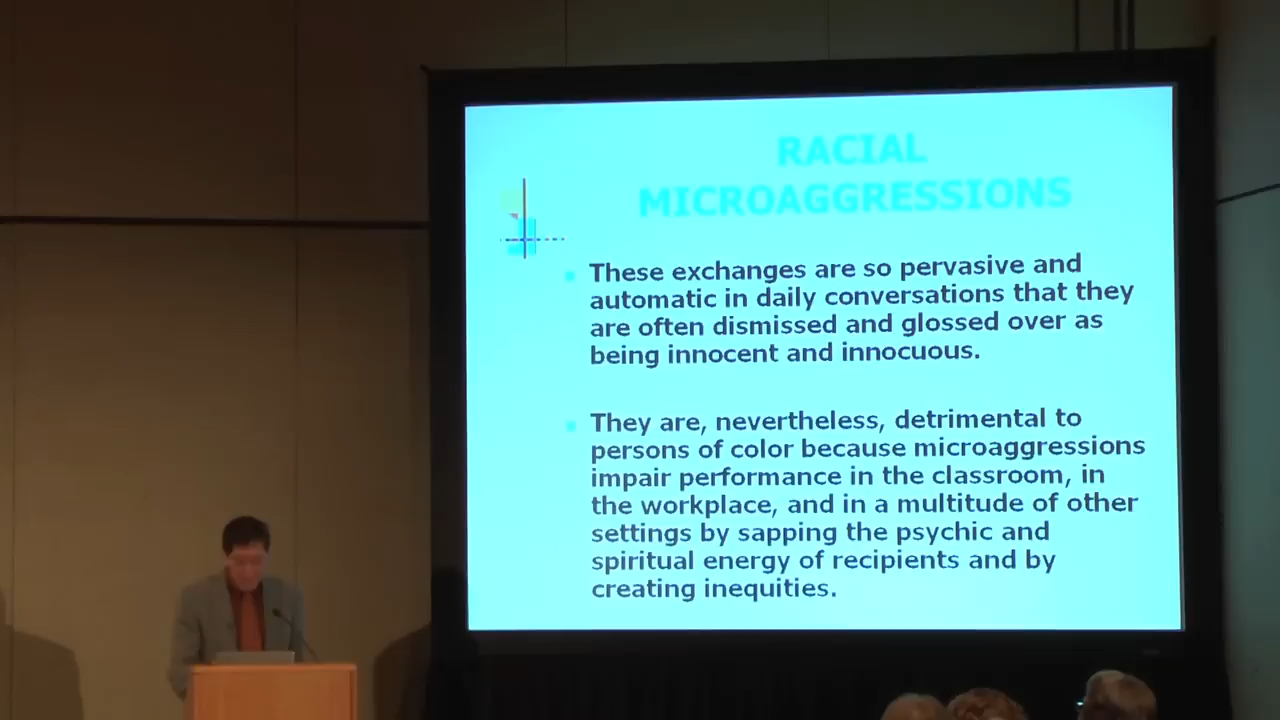 RACIAL
MICROAGGRESSIONS
These exchanges are so pervasive and
automatic in daily conversations that they
are often dismissed and glossed over as
being innocent and innocuous.
They are, nevertheless, detrimental to
persons of color because microaggressions
impair performance in the classroom, in
the workplace, and in a multitude of other
settings by sapping the psychic and
spiritual energy of recipients and by
creating inequities.